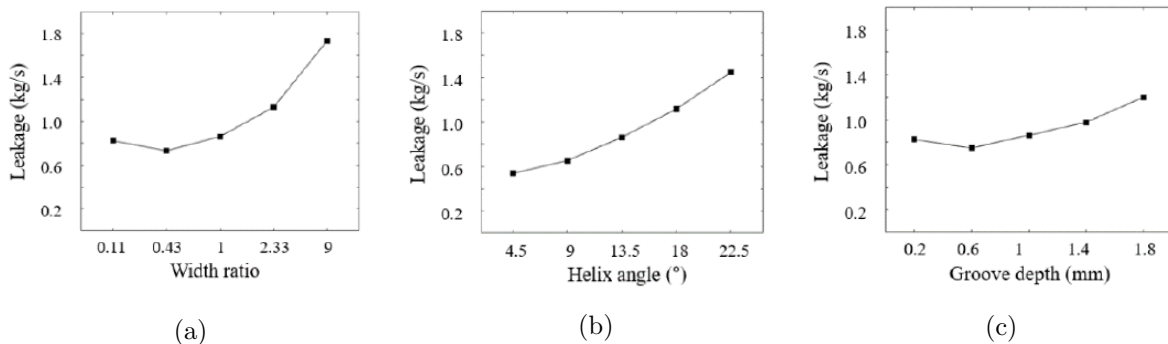 Leakage (kg/s)
1.8
1.4
1.0
0.6
0.2
0.11 0.43 1 2.33 9
Width ratio
(a)
Leakage (kg/s)
1.8
1.4
1.0
0.6
0.2
4.5 9 13.5 18 22.5
Helix angle (°)
(b)
Leakage (kg/s)
1.8
1.4
1.0
0.6
0.2
0.2 0.6 1 1.4 1.8
Groove depth (mm)
(c)